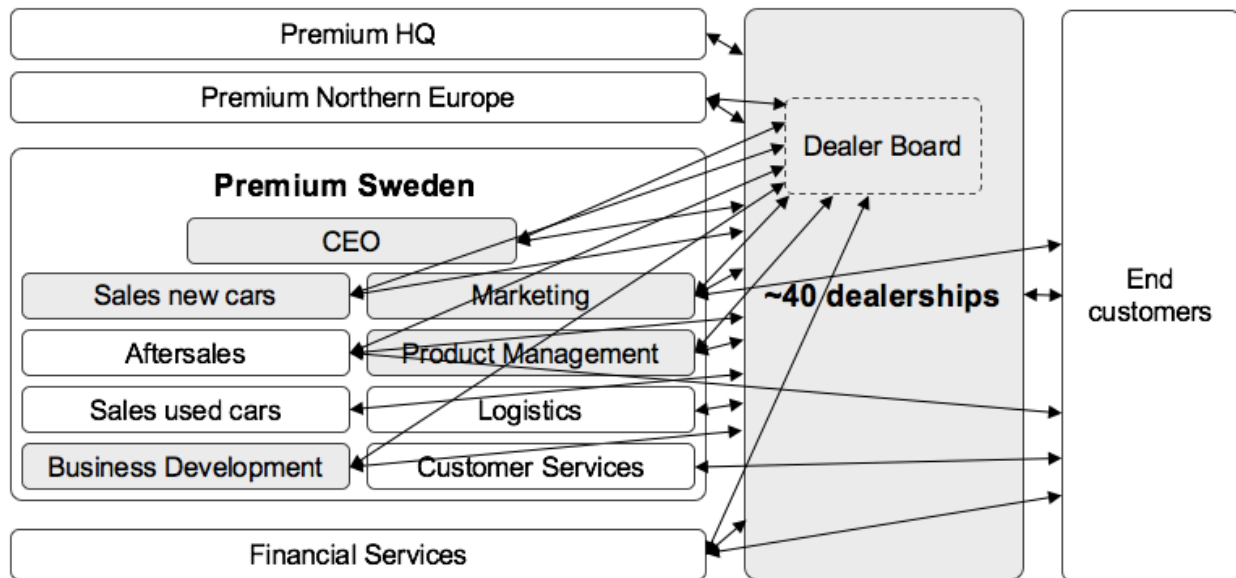 Premium HQ
Premium Northern Europe
Dealer Board
Premium Sweden
CEO
Sales new cars
Marketing
~40 dealerships
End
customers
Aftersales
Product Management
Sales used cars
Logistics
Business Development
Customer Services
Financial Services